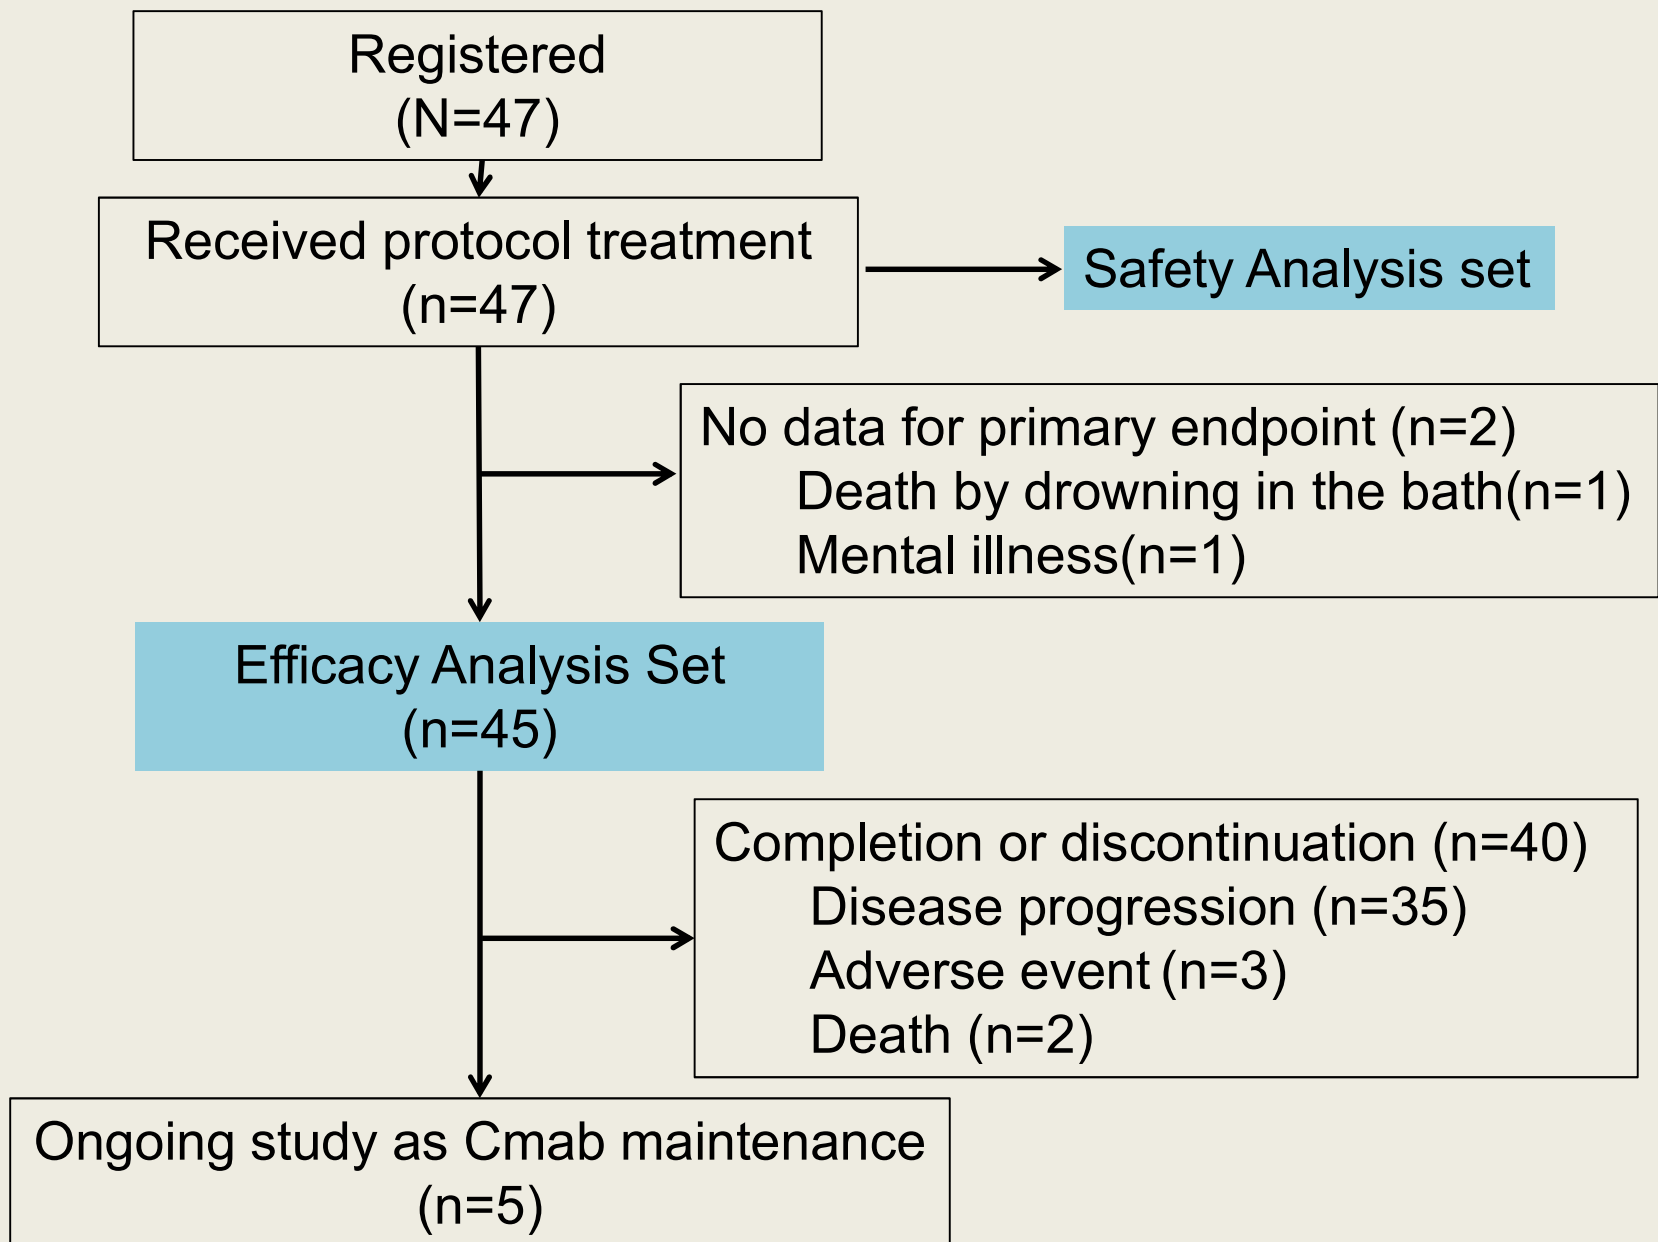 Registered
(N=47)
Received protocol treatment
(n=47)
Safety Analysis set
No data for primary endpoint (n=2)
Death by drowning in the bath(n=1)
Mental illness(n=1)
Efficacy Analysis Set
(n=45)
Completion or discontinuation (n=40)
Disease progression (n=35)
Adverse event (n=3)
Death (n=2)
Ongoing study as Cmab maintenance
(n=5)